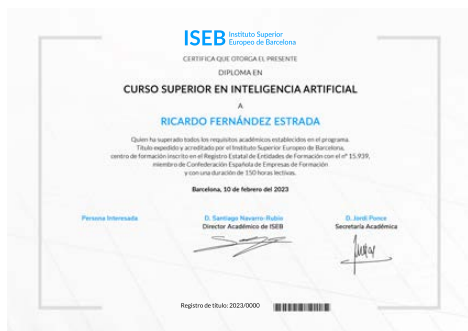 ISEB Instituto Superior
Europeo de Barcelona
CERTIFICA QUE OTORGA EL PRESENTE
DIPLOMA EN
CURSO SUPERIOR EN INTELIGENCIA ARTIFICIAL
A
RICARDO FERNÁNDEZ ESTRADA
Quien ha superado todos los requisitos académicos establecidos en el programa.
Título expedido y acreditado por el Instituto Superior Europeo de Barcelona,
centro de formación inscrito en el Registro Estatal de Entidades de Formación con el nº 15.939,
miembro de Confederación Española de Empresas de Formación
y con una duración de 150 horas lectivas.
Barcelona, 10 de febrero del 2023
Persona Interesada
D. Santiago Navarro-Rubio
Director Académico de ISEB
D. Jordi Ponce
Secretaría Académica
Registro de título: 2023/0000